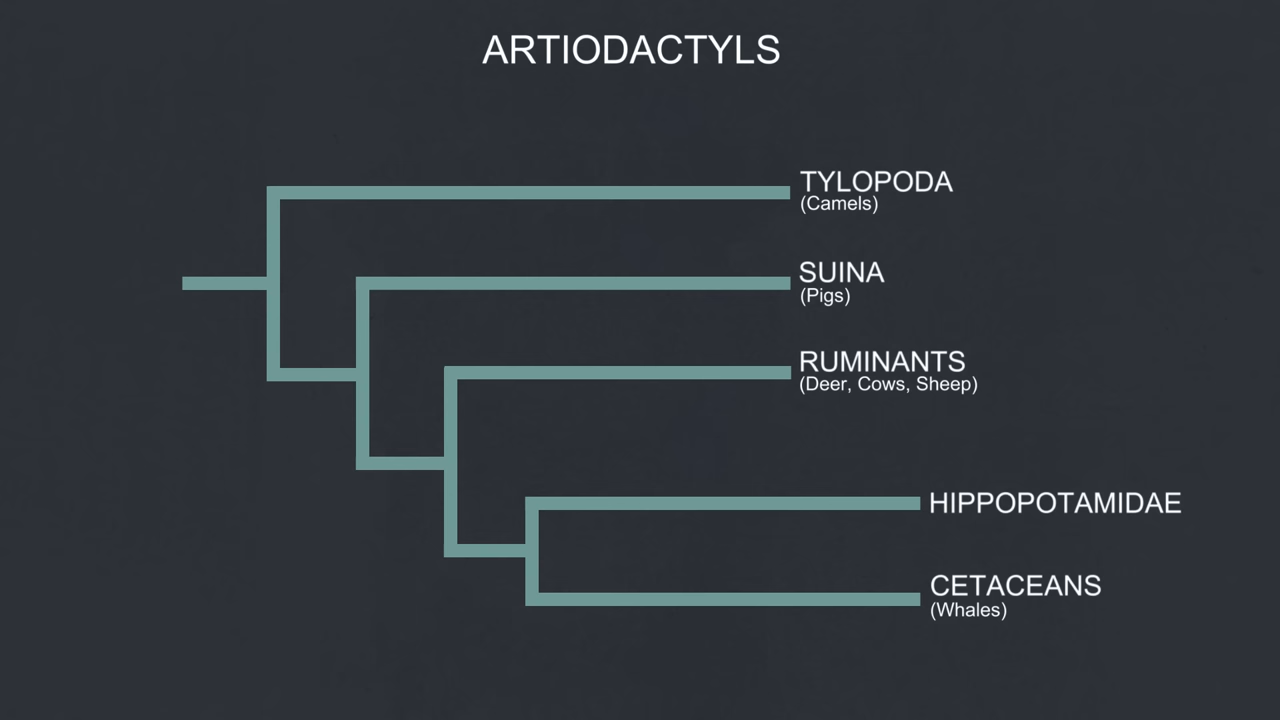 ARTIODACTYLS
TYLOPODA
(Camels)
SUINA
(Pigs)
RUMINANTS
(Deer, Cows, Sheep)
HIPPOPOTAMIDAE
CETACEANS
(Whales)